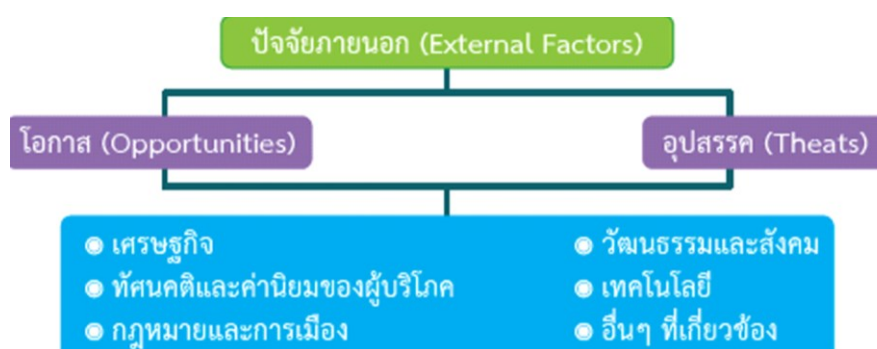 ปัจจัยภายนอก (External Factors)
โอกาส (Opportunities)
อุปสรรค (Theats)
◉ เศรษฐกิจ
◉ ทัศนคติและค่านิยมของผู้บริโภค
◉ กฎหมายและการเมือง
◉ วัฒนธรรมและสังคม
◉ เทคโนโลยี
◉ อื่นๆ ที่เกี่ยวข้อง